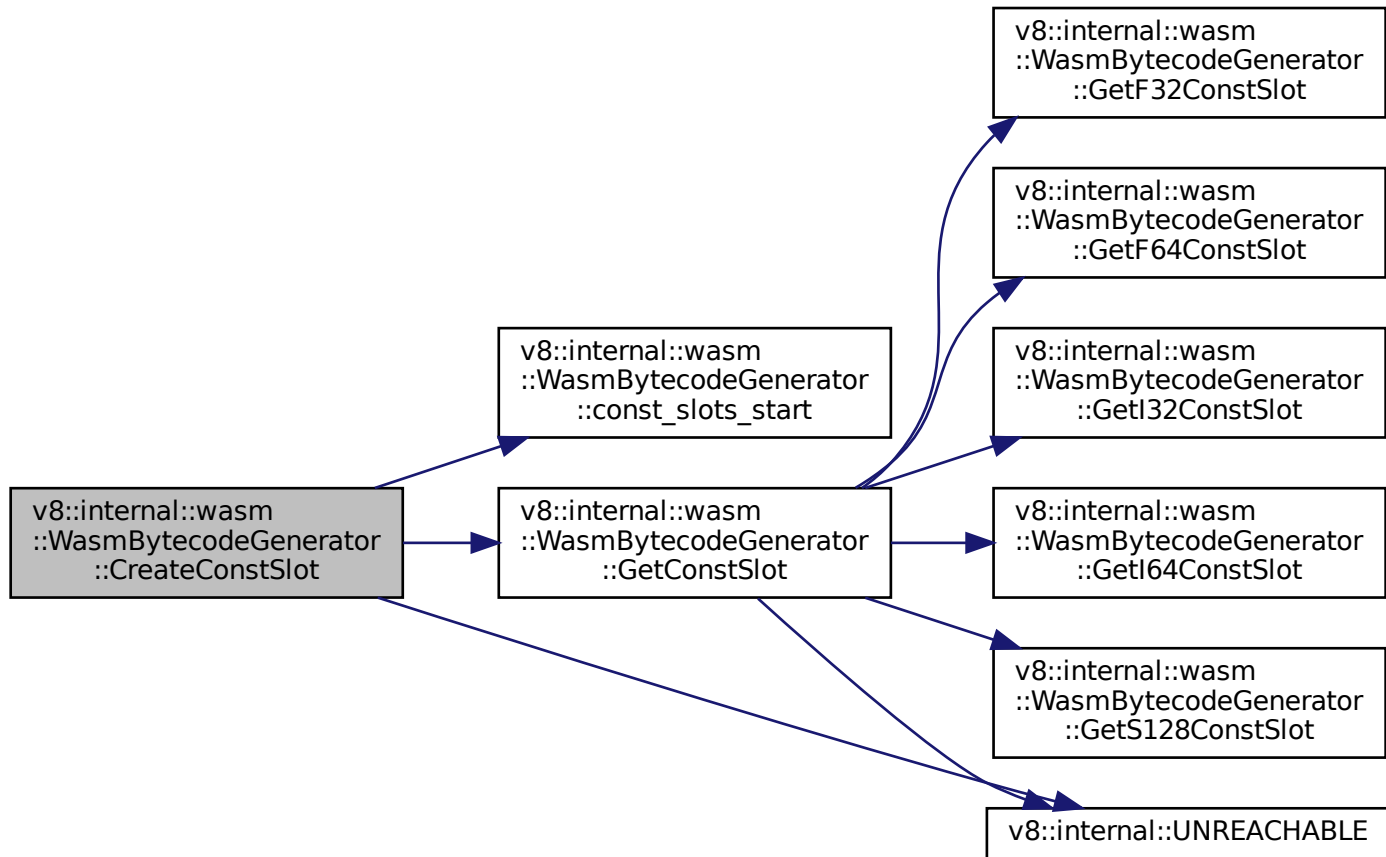 v8::internal::wasm
::WasmBytecodeGenerator
::GetF32ConstSlot
v8::internal::wasm
::WasmBytecodeGenerator
::GetF64ConstSlot
v8::internal::wasm
::WasmBytecodeGenerator
::const_slots_start
v8::internal::wasm
::WasmBytecodeGenerator
::GetI32ConstSlot
v8::internal::wasm
::WasmBytecodeGenerator
::CreateConstSlot
v8::internal::wasm
::WasmBytecodeGenerator
::GetConstSlot
v8::internal::wasm
::WasmBytecodeGenerator
::GetI64ConstSlot
v8::internal::wasm
::WasmBytecodeGenerator
::GetS128ConstSlot
v8::internal::UNREACHABLE